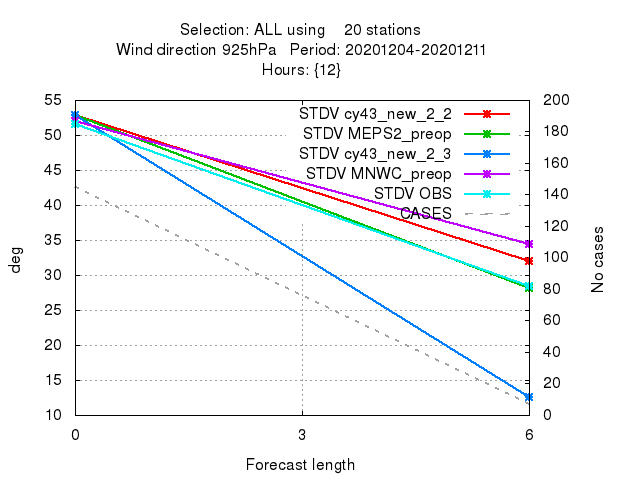 Selection: ALL using 20 stations
Wind direction 925hPa Period: 20201204-20201211
Hours: {12}
55
50
45
40
35
30
25
20
15
10
200
180
160
140
120
100
80
60
40
20
0
STDV cy43_new_2_2
STDV MEPS2_preop
STDV cy43_new_2_3
STDV MNWC_preop
STDV OBS
CASES
deg
No cases
0 3 6
Forecast length